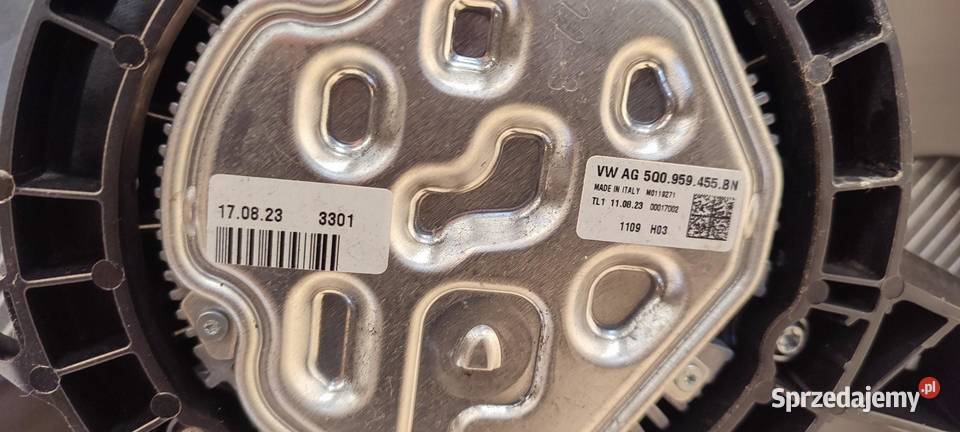 17.08.23 3301
VW AG 5Q0.959.455.BN
MADE IN ITALY M0119271
TL1 11.08.23 00017002
1109 H03
Sprzedajemy.pl